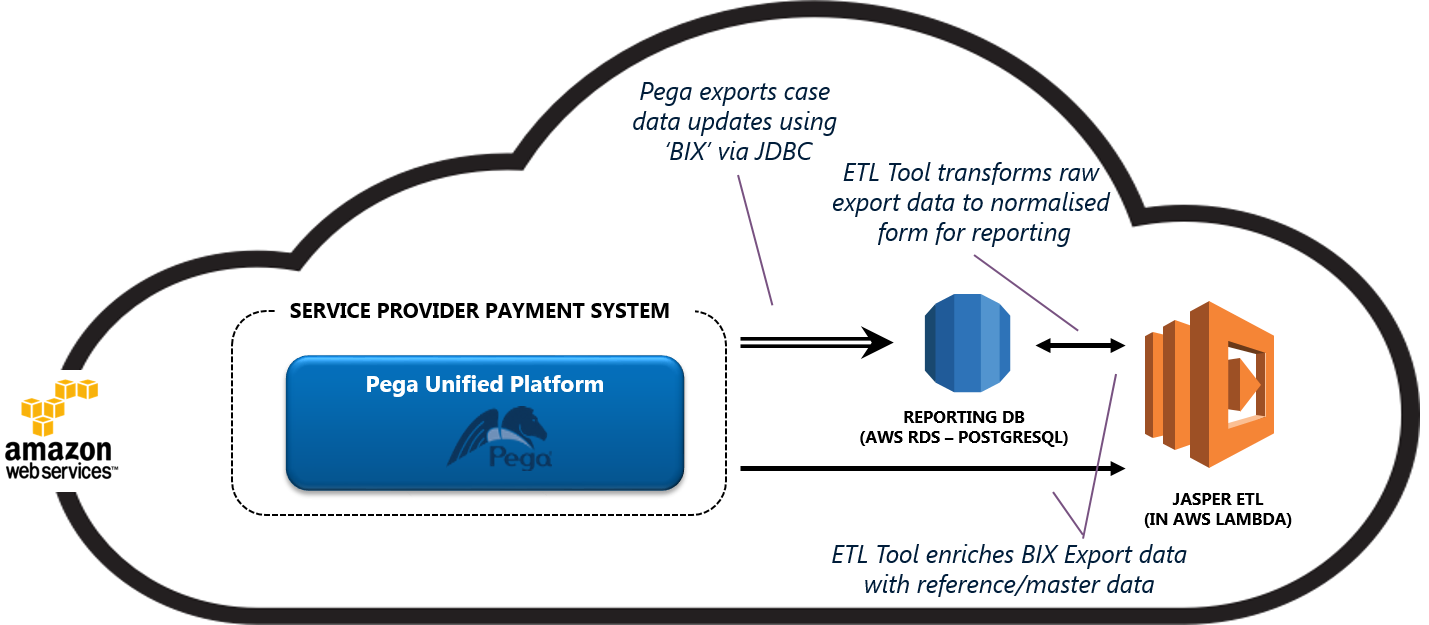 Pega exports case
data updates using
‘BIX’ via JDBC
ETL Tool transforms raw
export data to normalised
form for reporting
SERVICE PROVIDER PAYMENT SYSTEM
Pega Unified Platform
Pega
amazon
web services™
REPORTING DB
(AWS RDS – POSTGRESQL)
JASPER ETL
(IN AWS LAMBDA)
ETL Tool enriches BIX Export data
with reference/master data